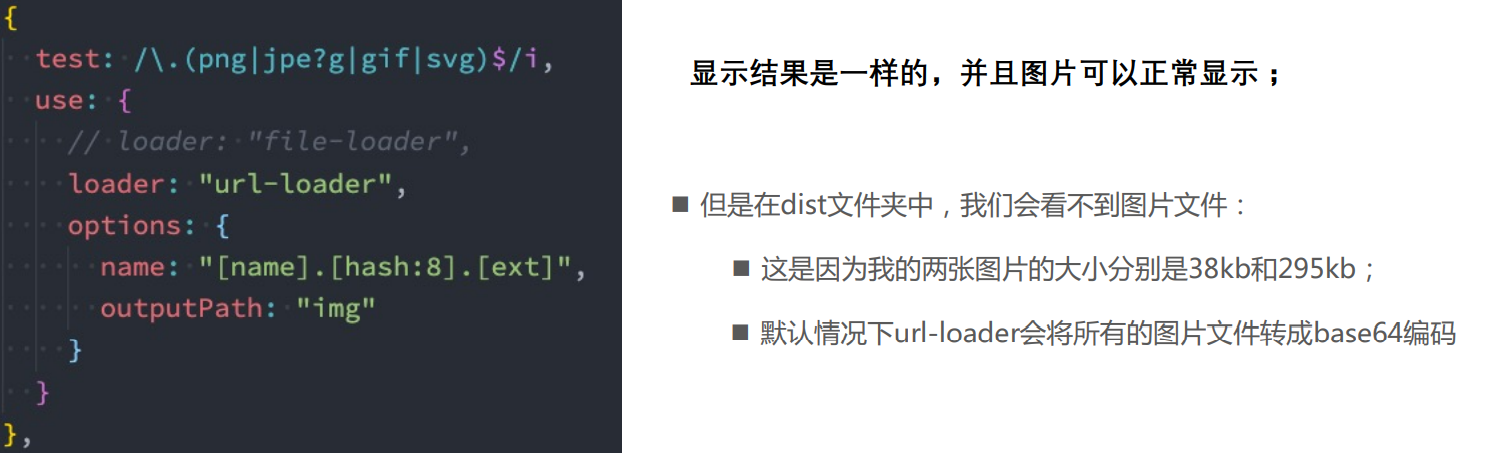 {
test: /\.(png|jpe?g|gif|svg)$/i,
use: {
// loader: "file-loader",
loader: "url-loader",
options: {
name: "[name].[hash:8].[ext]",
outputPath: "img"
}
}
},
显示结果是一样的，并且图片可以正常显示；
■ 但是在dist文件夹中，我们会看不到图片文件：
■ 这是因为我的两张图片的大小分别是38kb和295kb；
■ 默认情况下url-loader会将所有的图片文件转成base64编码